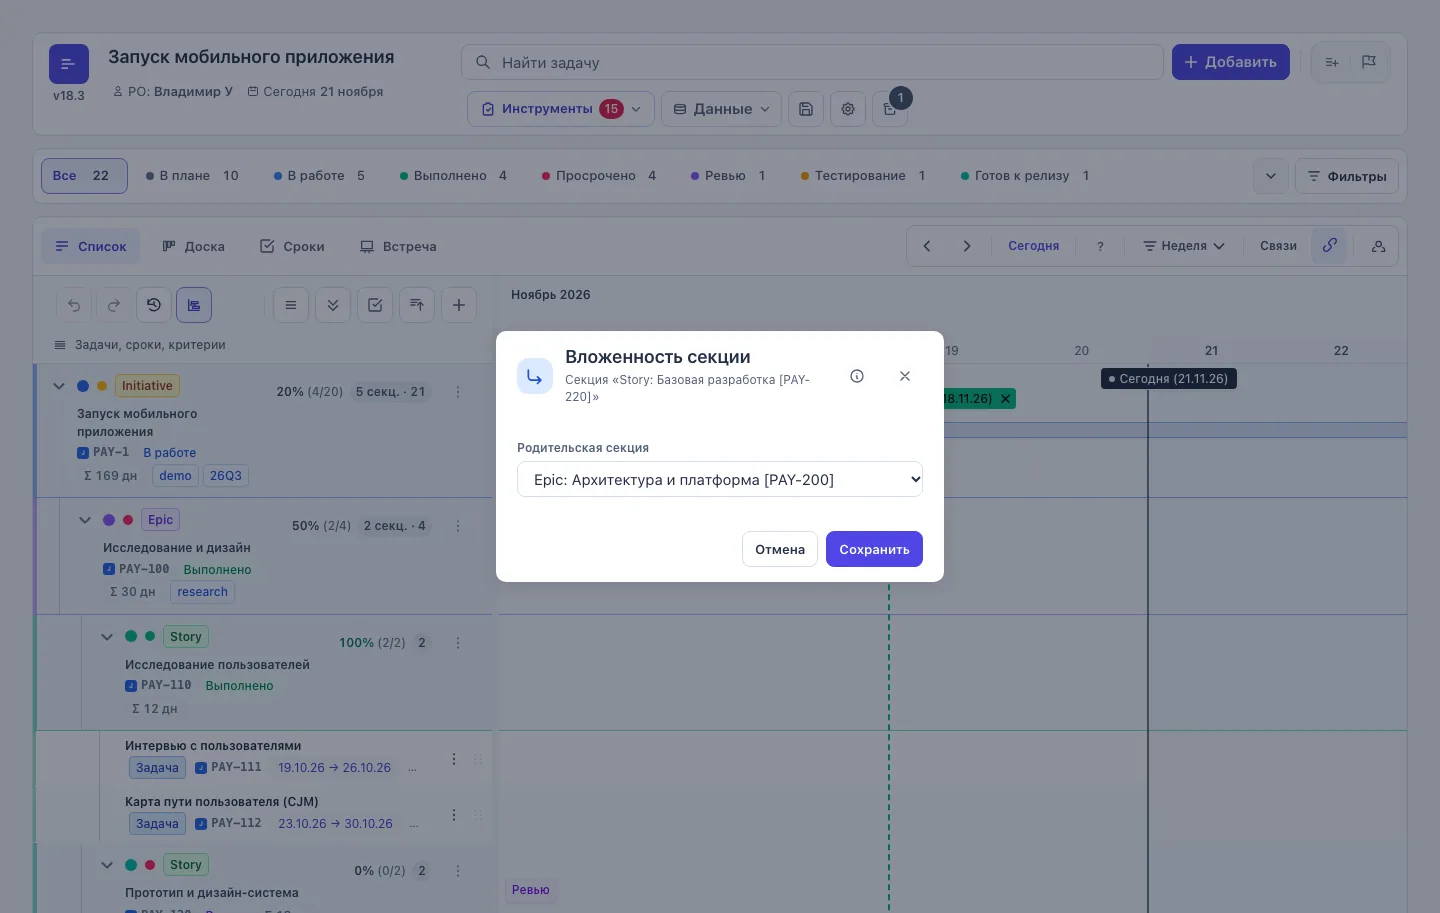 Запуск мобильного приложения
v18.3
PO: Владимир У
Сегодня 21 ноября
Найти задачу
Добавить
Инструменты 15
Данные
1
Все 22
В плане 10
В работе 5
Выполнено 4
Просрочено 4
Ревью 1
Тестирование 1
Готов к релизу 1
Фильтры
Список
Доска
Сроки
Встреча
Сегодня
?
Неделя
Связи
Ноябрь 2026
Задачи, сроки, критерии
19
20
21
22
Сегодня (21.11.26)
18.11.26)
Initiative
20% (4/20)
5 секц. · 21
Запуск мобильного
приложения
PAY-1 В работе
Σ 169 дн
demo
26Q3
Epic
50% (2/4)
2 секц. · 4
Исследование и дизайн
PAY-100 Выполнено
Σ 30 дн
research
Story
100% (2/2)
2
Исследование пользователей
PAY-110 Выполнено
Σ 12 дн
Интервью с пользователями
Задача PAY-111 19.10.26 → 26.10.26 ...
Карта пути пользователя (CJM)
Задача PAY-112 23.10.26 → 30.10.26 ...
Story
0% (0/2)
2
Прототип и дизайн-система
Ревью
Вложенность секции
Секция «Story: Базовая разработка [PAY-
220]»
Родительская секция
Epic: Архитектура и платформа [PAY-200]
Отмена
Сохранить